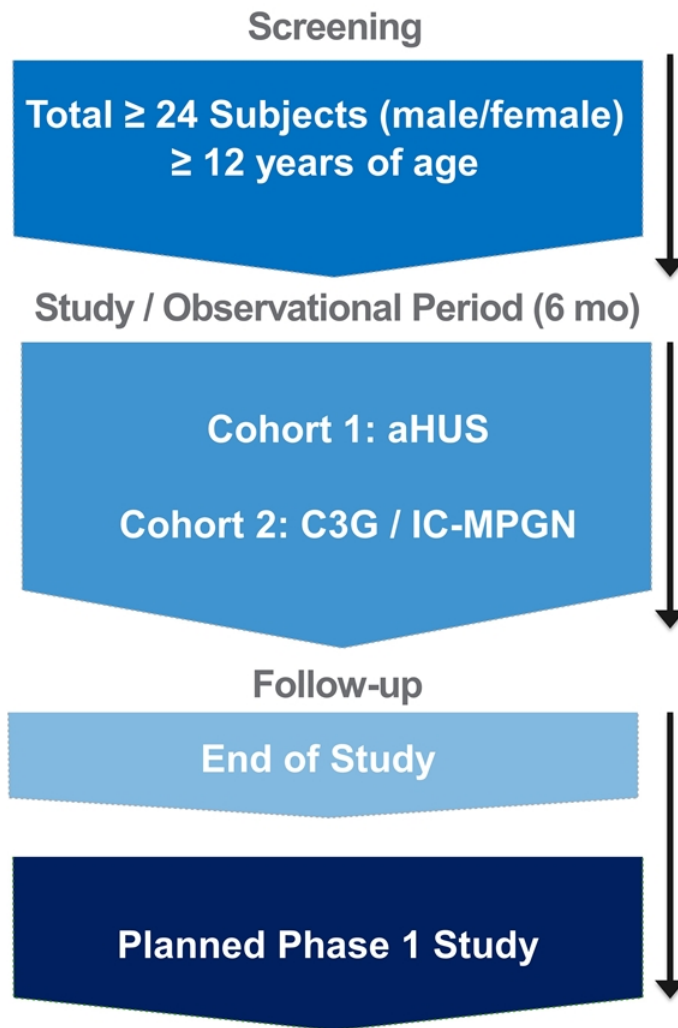 Screening
Total ≥ 24 Subjects (male/female)
≥ 12 years of age
Study / Observational Period (6 mo)
Cohort 1: aHUS
Cohort 2: C3G / IC-MPGN
Follow-up
End of Study
Planned Phase 1 Study